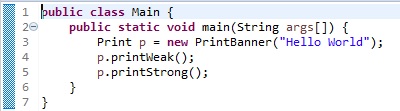 1 public class Main {
2 public static void main(String args[]) {
3 Print p = new PrintBanner("Hello World");
4 p.printWeak();
5 p.printStrong();
6 }
7 }